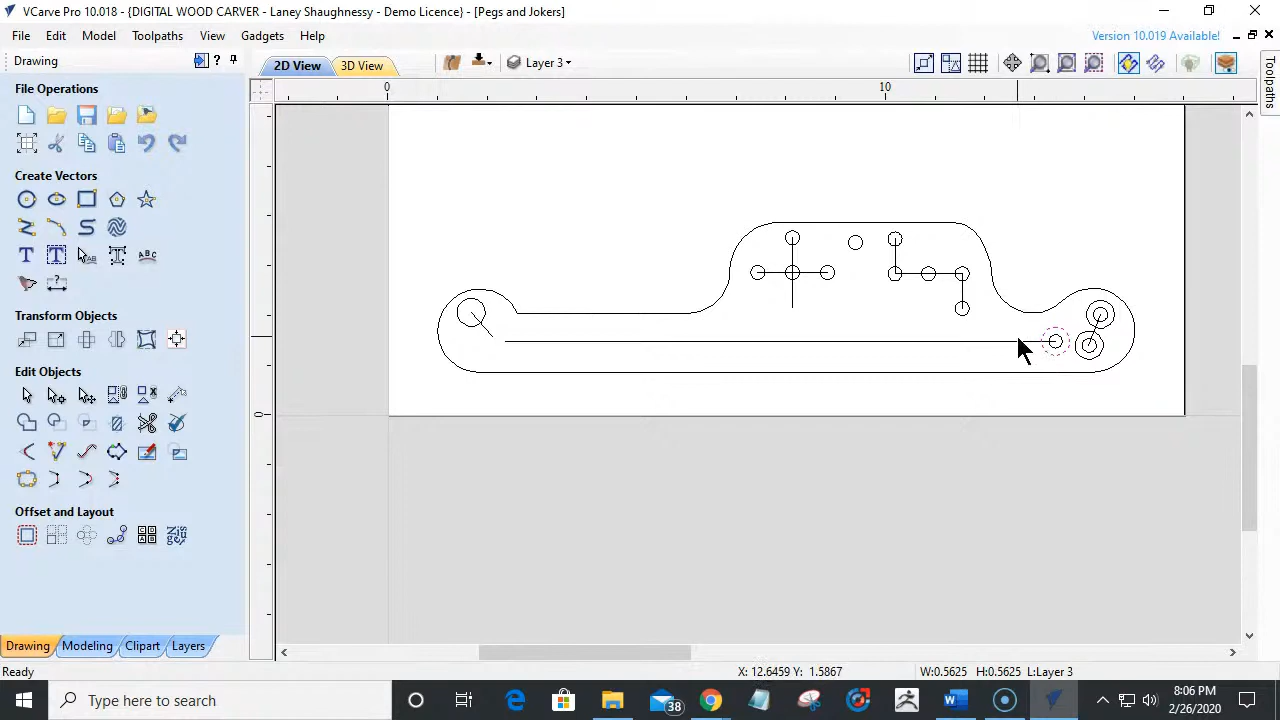 VCarve Pro 10.018 - {DIGITAL WOOD CARVER - Laney Shaughnessy - Demo Licence} - [Pegs and Jokers]
File Edit Model Toolpaths View Gadgets Help
Version 10.019 Available!
Drawing
2D View 3D View
Layer 3
Toolpaths
File Operations
0 10
Create Vectors
Transform Objects
Edit Objects
0
Offset and Layout
Drawing Modeling Clipart Layers
Ready
X: 12.6459 Y: 1.5867
W:0.5625 H:0.5625 L:Layer 3
Type here to search
38
8:06 PM
2/26/2020